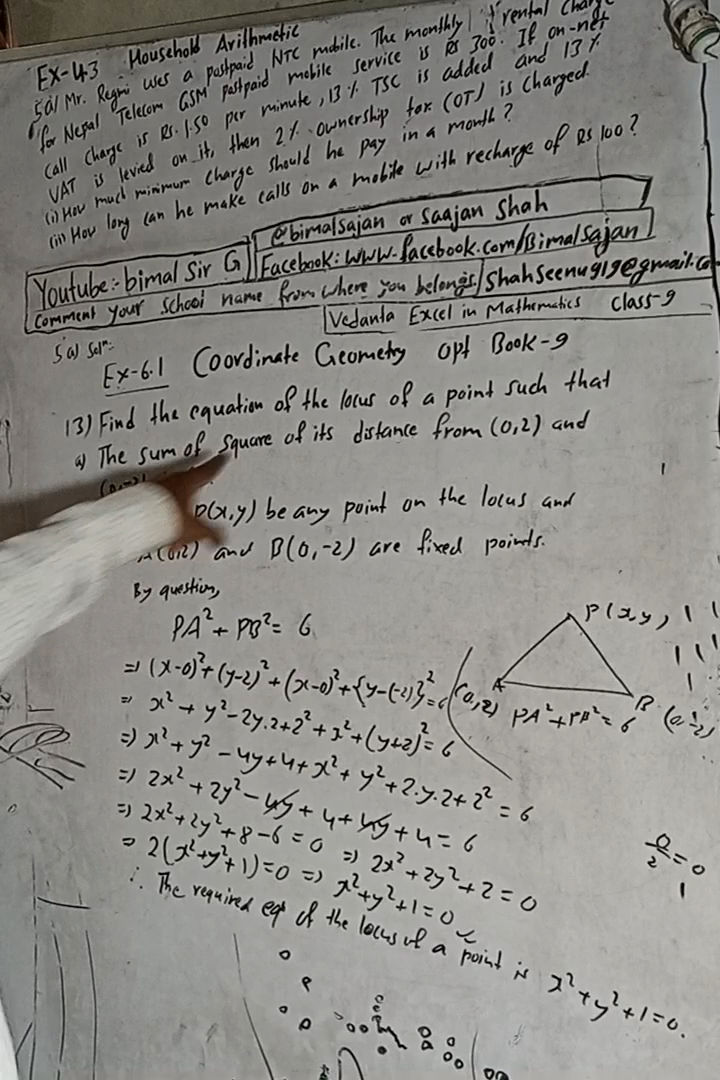 Ex-4.3 Household Arithmetic
5a) Mr. Regmi uses a postpaid NTC mobile. The monthly rental charge
for Nepal Telecom GSM postpaid mobile service is Rs 300. If on-net
call charge is Rs. 1.50 per minute, 13% TSC is added and 13%
VAT is levied on it, then 2% ownership tax (OT) is charged.
(i) How much minimum charge should he pay in a month?
(ii) How long can he make calls on a mobile with recharge of Rs 100?
@bimalsajan or Saajan Shah
Youtube:- bimal Sir G
Facebook: www.facebook.com/Bimalsajan
Comment your school name from where you belongs. Shahseenu919@gmail.co
Vedanta Excel in Mathematics Class-9
5a) Solⁿ:-
Ex-6.1 Coordinate Geometry Opt Book-9
13) Find the equation of the locus of a point such that
a) The sum of square of its distance from (0,2) and
P(x,y) be any point on the locus and
A(0,2) and B(0,-2) are fixed points.
By question,
PA² + PB² = 6
⇒ (x-0)² + (y-2)² + (x-0)² + {y-(-2)}² = 6
⇒ x² + y² - 2y.2 + 2² + x² + (y+2)² = 6
⇒ x² + y² - 4y + 4 + x² + y² + 2.y.2 + 2² = 6
⇒ 2x² + 2y² - 4y + 4 + 4y + 4 = 6
⇒ 2x² + 2y² + 8 - 6 = 0 ⇒ 2x² + 2y² + 2 = 0
⇒ 2(x² + y² + 1) = 0 ⇒ x² + y² + 1 = 0
∴ The required eqⁿ of the locus of a point is x² + y² + 1 = 0.
P(x,y)
A (0,2)
B (0,-2)
PA² + PB² = 6
0/2 = 0